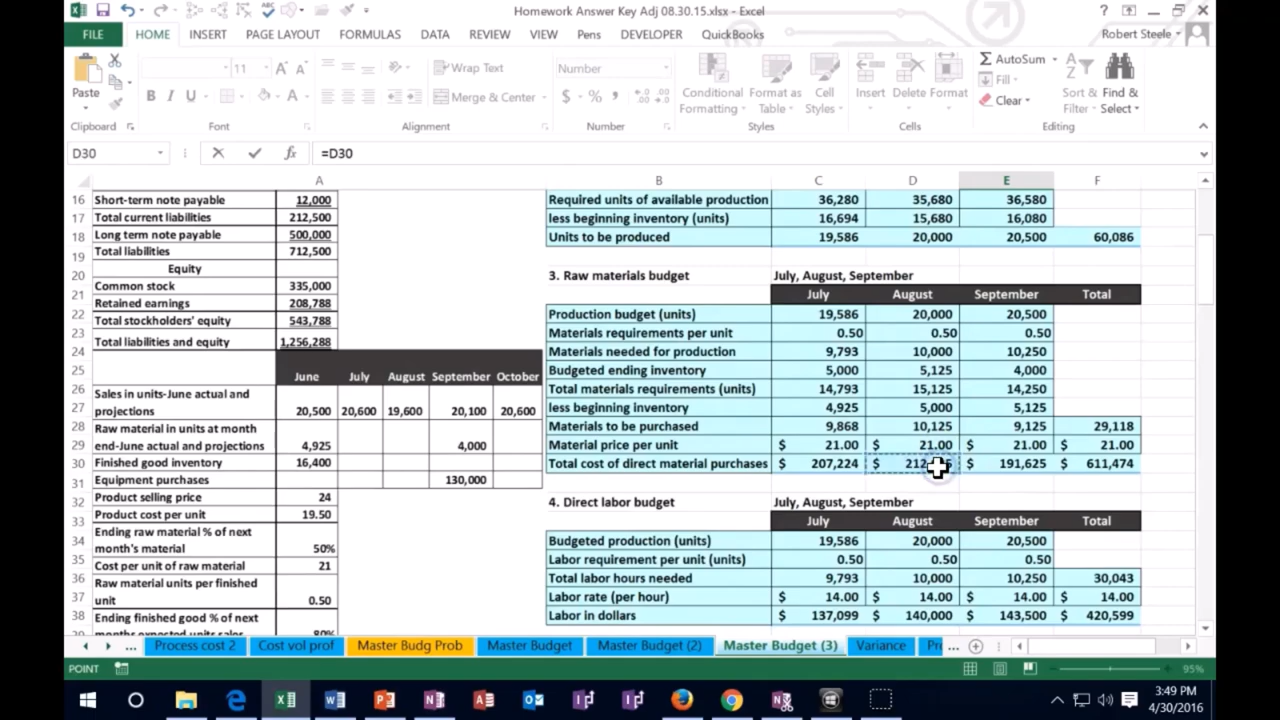 Homework Answer Key Adj 08.30.15.xlsx - Excel
FILE HOME INSERT PAGE LAYOUT FORMULAS DATA REVIEW VIEW Pens DEVELOPER QuickBooks Robert Steele
Paste
B I U
11
Wrap Text
Merge & Center
Number
$ % ,
Conditional Formatting
Format as Table
Cell Styles
Insert Delete Format
AutoSum
Fill
Clear
Sort & Filter
Find & Select
Clipboard Font Alignment Number Styles Cells Editing
D30 fx =D30
A B C D E F
16 Short-term note payable 12,000
17 Total current liabilities 212,500
18 Long term note payable 500,000
19 Total liabilities 712,500
20 Equity
21 Common stock 335,000
22 Retained earnings 208,788
23 Total stockholders' equity 543,788
24 Total liabilities and equity 1,256,288
25 June July August September October
26 Sales in units-June actual and
27 projections 20,500 20,600 19,600 20,100 20,600
28 Raw material in units at month
29 end-June actual and projections 4,925 4,000
30 Finished good inventory 16,400
31 Equipment purchases 130,000
32 Product selling price 24
33 Product cost per unit 19.50
34 Ending raw material % of next
month's material 50%
35 Cost per unit of raw material 21
36 Raw material units per finished
37 unit 0.50
38 Ending finished good % of next
months expected units sales 80%
Required units of available production 36,280 35,680 36,580
less beginning inventory (units) 16,694 15,680 16,080
Units to be produced 19,586 20,000 20,500 60,086
3. Raw materials budget July, August, September
July August September Total
Production budget (units) 19,586 20,000 20,500
Materials requirements per unit 0.50 0.50 0.50
Materials needed for production 9,793 10,000 10,250
Budgeted ending inventory 5,000 5,125 4,000
Total materials requirements (units) 14,793 15,125 14,250
less beginning inventory 4,925 5,000 5,125
Materials to be purchased 9,868 10,125 9,125 29,118
Material price per unit $ 21.00 $ 21.00 $ 21.00 $ 21.00
Total cost of direct material purchases $ 207,224 $ $ 191,625 $ 611,474
4. Direct labor budget July, August, September
July August September Total
Budgeted production (units) 19,586 20,000 20,500
Labor requirement per unit (units) 0.50 0.50 0.50
Total labor hours needed 9,793 10,000 10,250 30,043
Labor rate (per hour) $ 14.00 $ 14.00 $ 14.00 $ 14.00
Labor in dollars $ 137,099 $ 140,000 $ 143,500 $ 420,599
... Process cost 2 Cost vol prof Master Budg Prob Master Budget Master Budget (2) Master Budget (3) Variance ...
POINT 95%
3:49 PM
4/30/2016